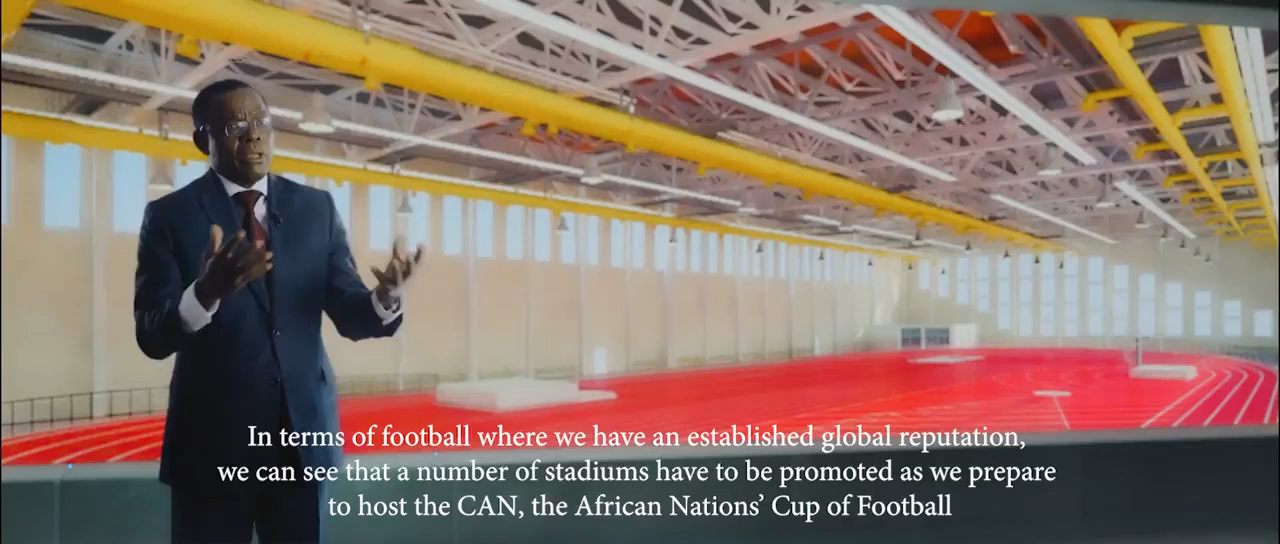 In terms of football where we have an established global reputation,
we can see that a number of stadiums have to be promoted as we prepare
to host the CAN, the African Nations’ Cup of Football